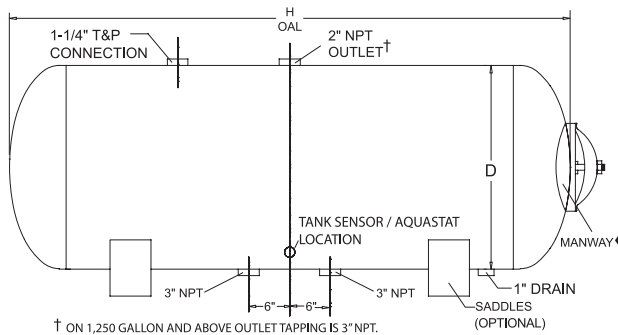 H
OAL
1-1/4" T&P
CONNECTION
2" NPT
OUTLET†
D
TANK SENSOR / AQUASTAT
LOCATION
MANWAY
3" NPT
3" NPT
1" DRAIN
6"
6"
SADDLES
(OPTIONAL)
† ON 1,250 GALLON AND ABOVE OUTLET TAPPING IS 3" NPT.